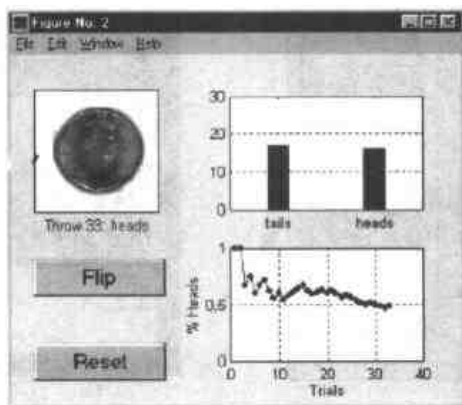 Figure No. 2
File Edit Window Help
Throw 33: heads
Flip
Reset
30
20
10
0
tails heads
1
0.5
0
% Heads
0 10 20 30 40
Trials